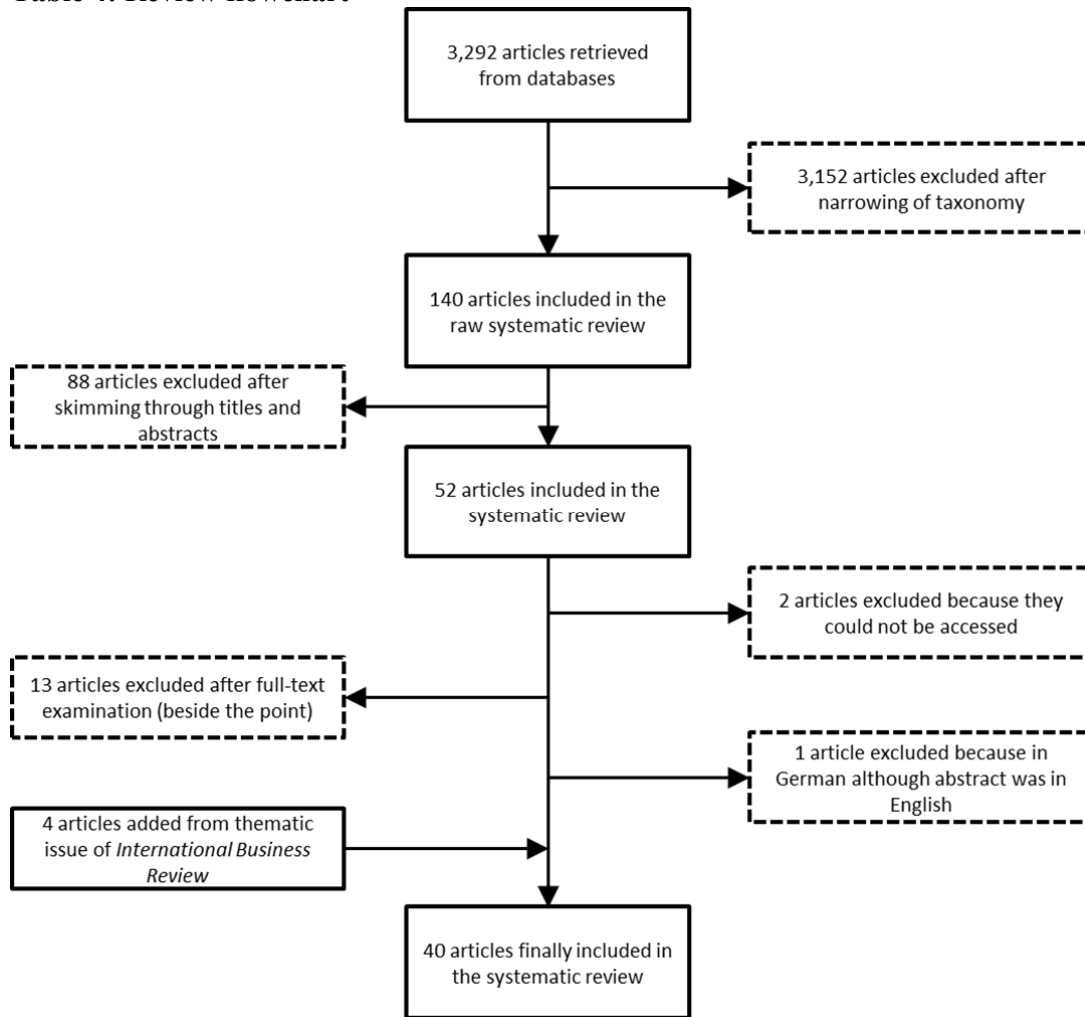 3,292 articles retrieved
from databases
3,152 articles excluded after
narrowing of taxonomy
140 articles included in the
raw systematic review
88 articles excluded after
skimming through titles and
abstracts
52 articles included in the
systematic review
2 articles excluded because they
could not be accessed
13 articles excluded after full-text
examination (beside the point)
1 article excluded because in
German although abstract was in
English
4 articles added from thematic
issue of International Business
Review
40 articles finally included in
the systematic review